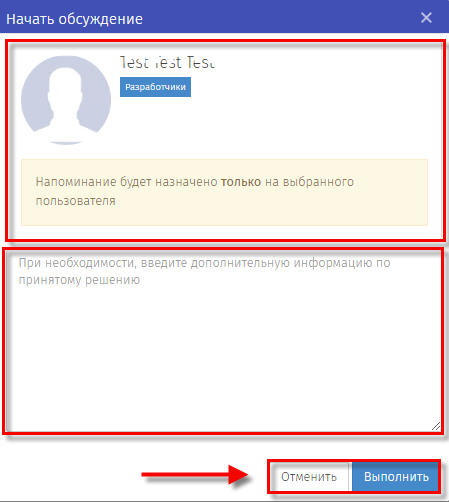 Начать обсуждение
Test Test Test
Разработчики
Напоминание будет назначено только на выбранного
пользователя
При необходимости, введите дополнительную информацию по
принятому решению
Отменить Выполнить